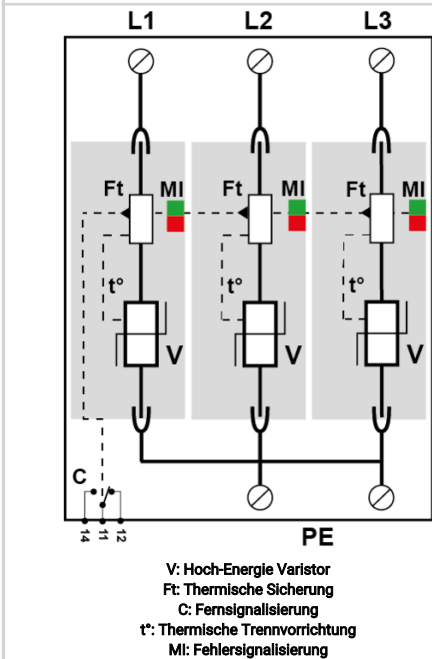 L1 L2 L3
Ft MI Ft MI Ft MI
t° t° t°
V V V
C
14 11 12
PE
V: Hoch-Energie Varistor
Ft: Thermische Sicherung
C: Fernsignalisierung
t°: Thermische Trennvorrichtung
MI: Fehlersignalisierung